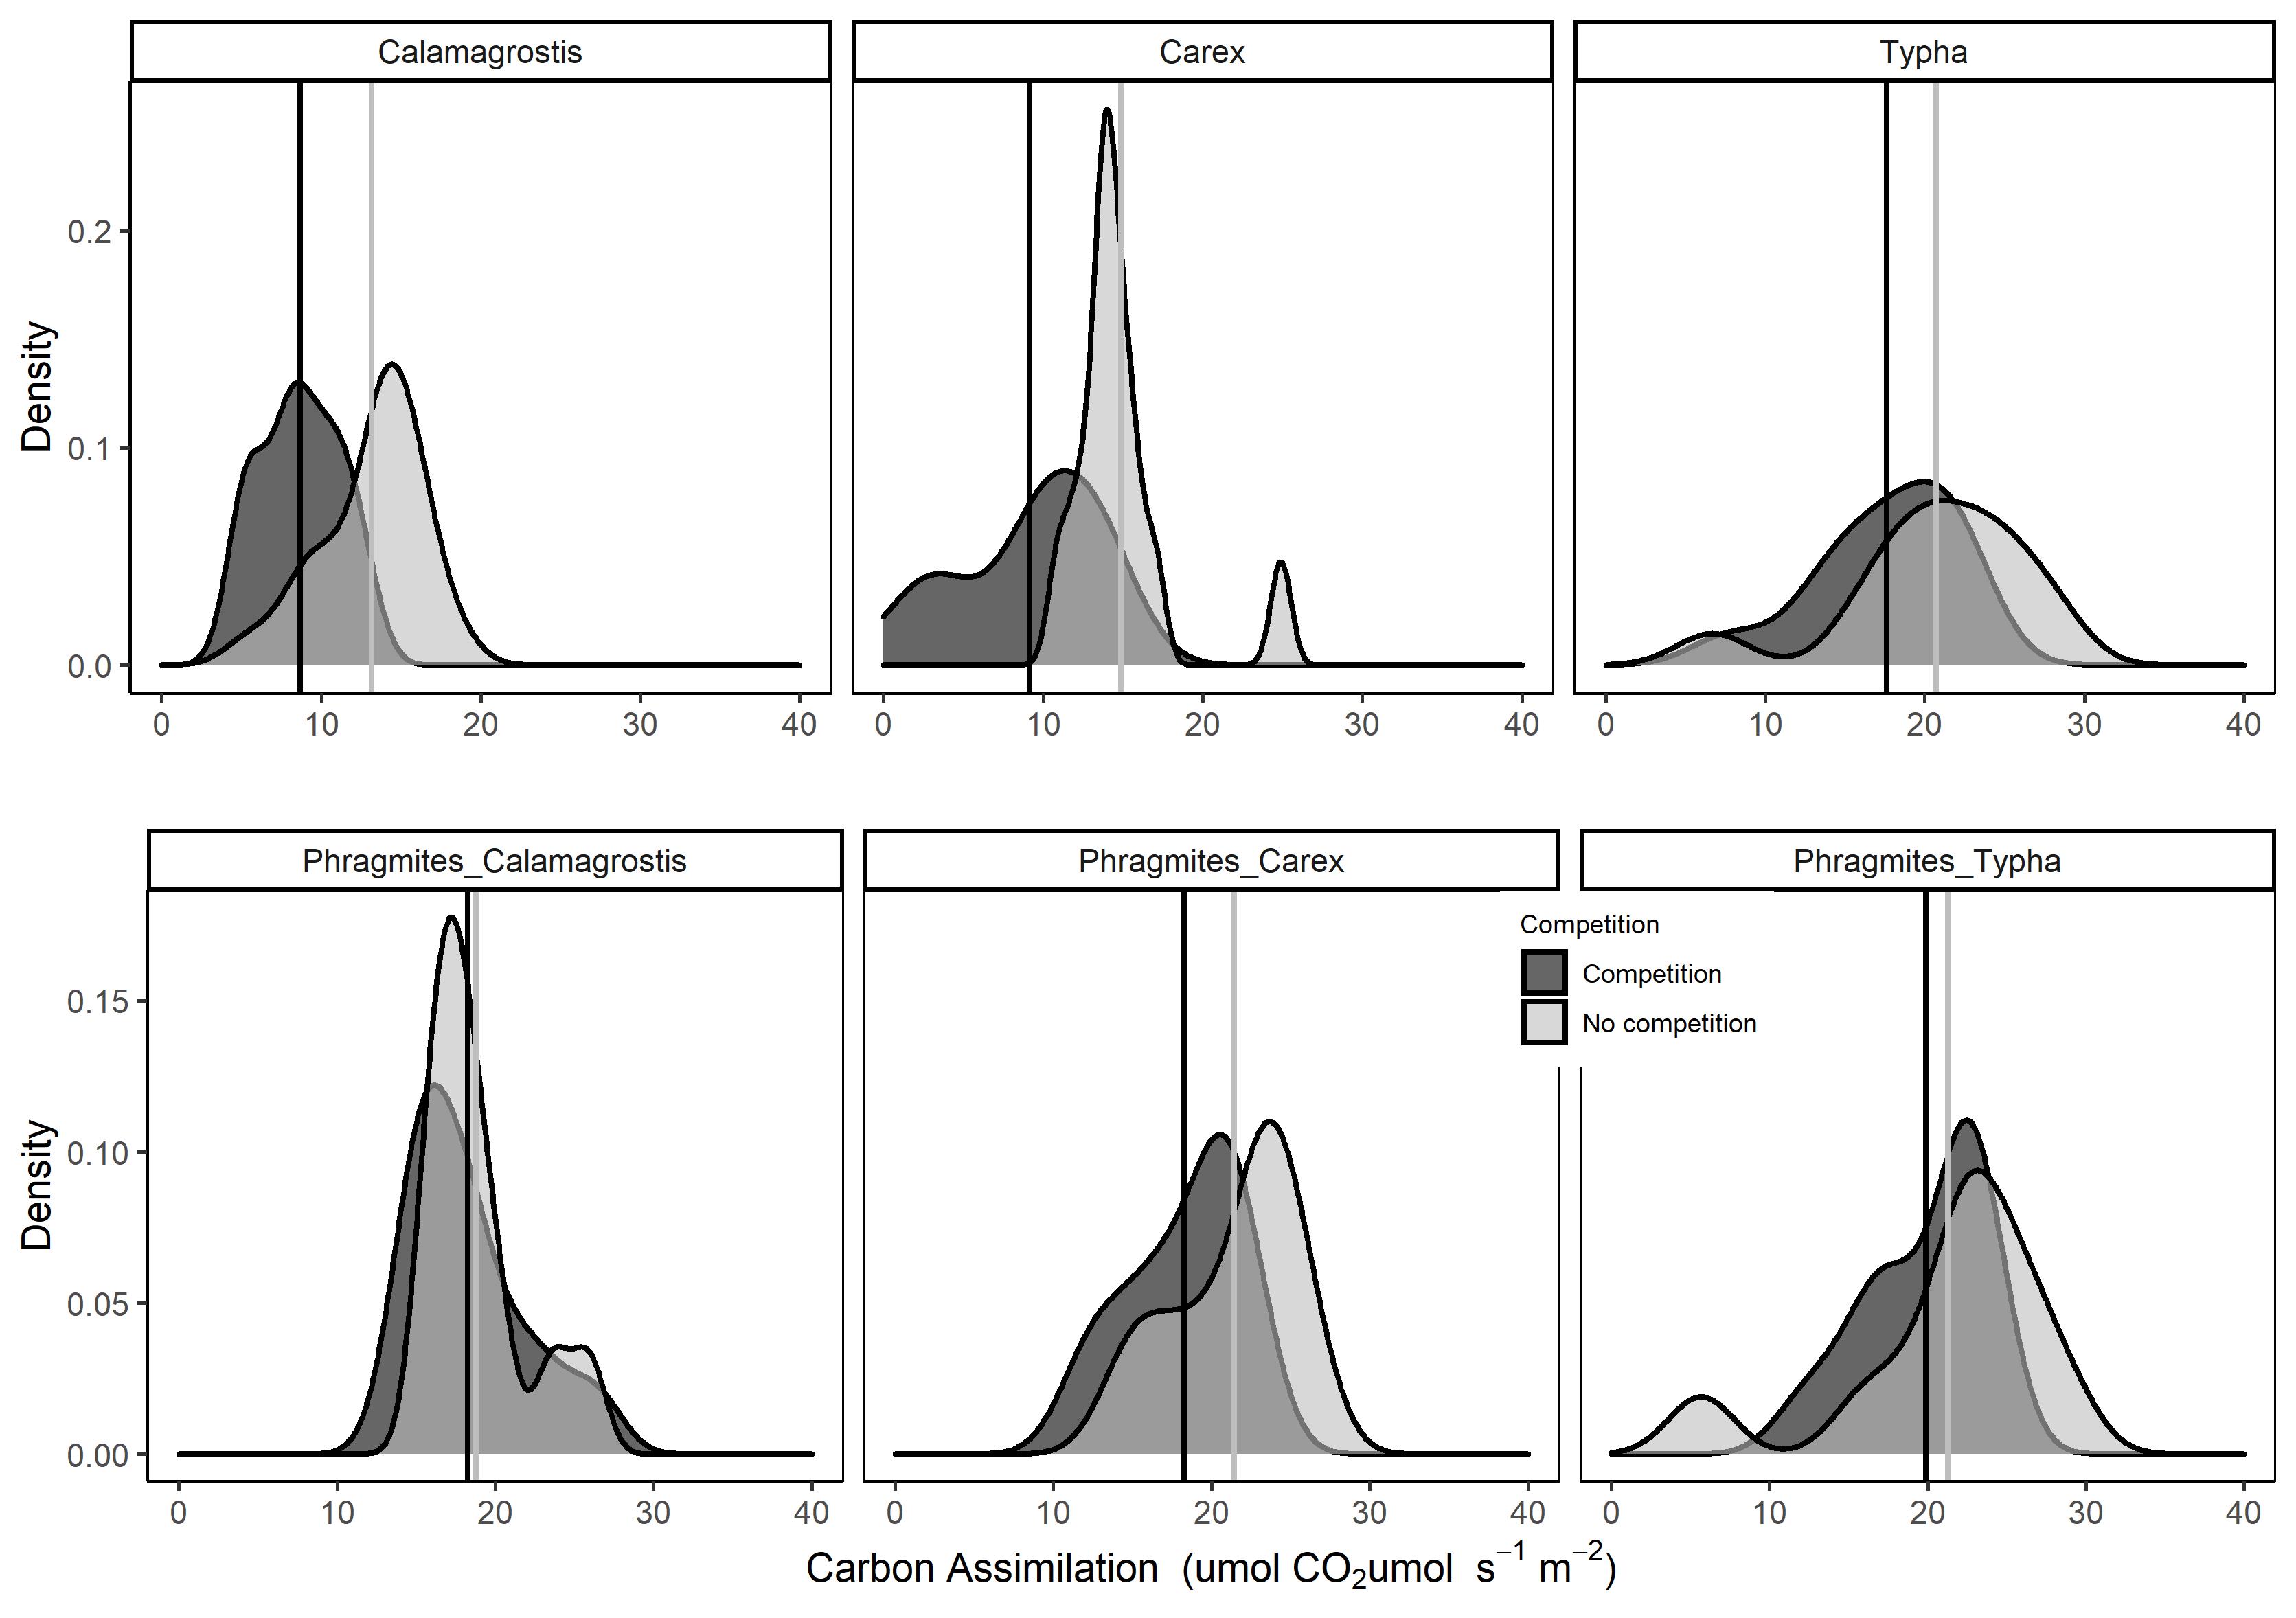 Calamagrostis Carex Typha
Density
0.2
0.1
0.0
0 10 20 30 40 0 10 20 30 40 0 10 20 30 40
Phragmites_Calamagrostis Phragmites_Carex Phragmites_Typha
Competition
Competition
No competition
Density
0.15
0.10
0.05
0.00
0 10 20 30 40 0 10 20 30 40 0 10 20 30 40
Carbon Assimilation (umol CO₂umol s⁻¹ m⁻²)